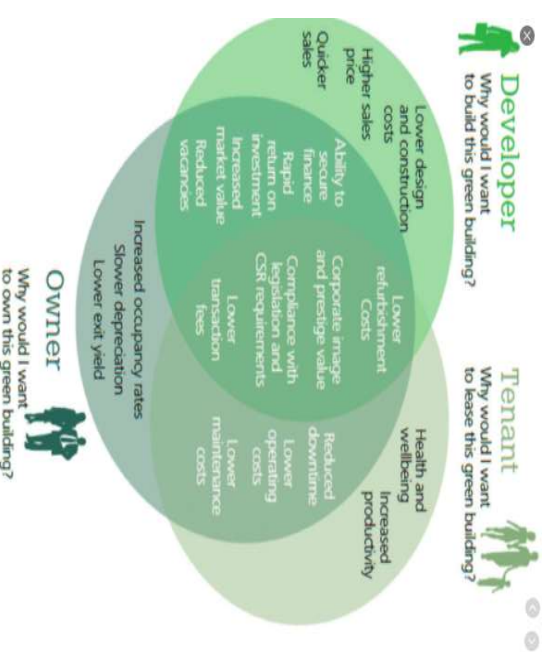 Developer
Why would I want
to build this green building?
Tenant
Why would I want
to lease this green building?
Lower design
and construction
costs
Higher sales
price
Quicker
sales
Ability to
secure
finance
Rapid
return on
investment
Increased
market value
Reduced
vacancies
Lower
refurbishment
Costs
Corporate image
and prestige value
Compliance with
legislation and
CSR requirements
Lower
transaction
fees
Health and
wellbeing
Increased
productivity
Reduced
downtime
Lower
operating
costs
Lower
maintenance
costs
Increased occupancy rates
Slower depreciation
Lower exit yield
Owner
Why would I want
to own this green building?